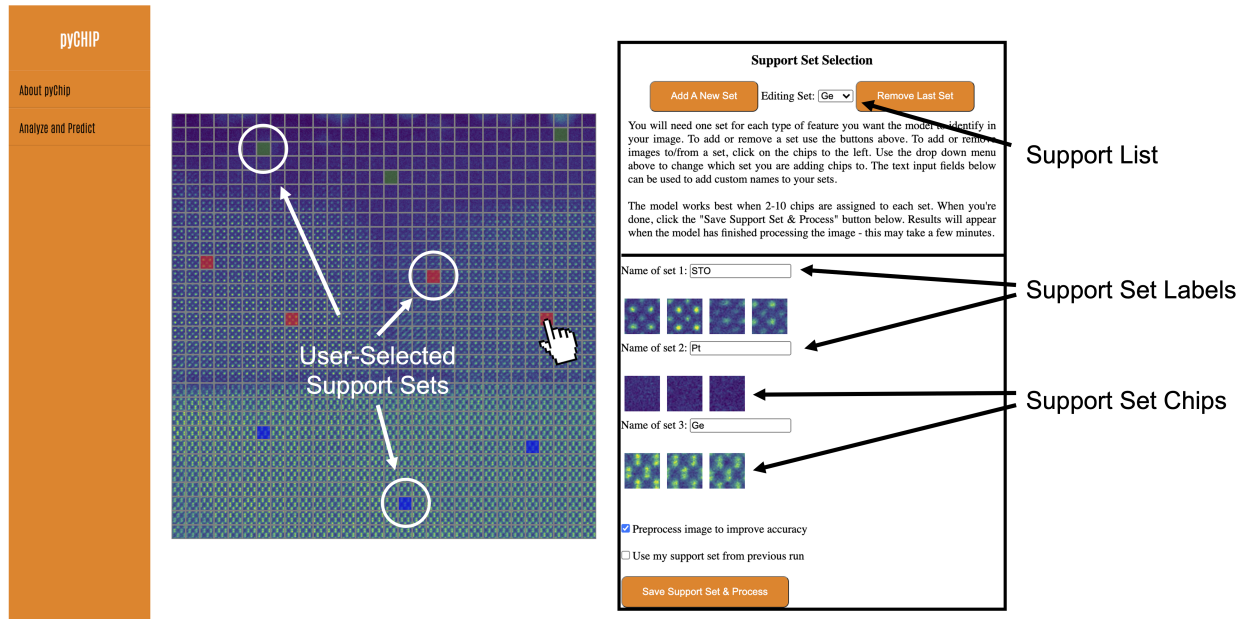 pyCHIP
About pyChip
Analyze and Predict
User-Selected
Support Sets
Support Set Selection
Add A New Set
Editing Set:
Ge
Remove Last Set
You will need one set for each type of feature you want the model to identify in
your image. To add or remove a set use the buttons above. To add or remove
images to/from a set, click on the chips to the left. Use the drop down menu
above to change which set you are adding chips to. The text input fields below
can be used to add custom names to your sets.
The model works best when 2-10 chips are assigned to each set. When you're
done, click the "Save Support Set & Process" button below. Results will appear
when the model has finished processing the image - this may take a few minutes.
Name of set 1: STO
Name of set 2: Pt
Name of set 3: Ge
Preprocess image to improve accuracy
Use my support set from previous run
Save Support Set & Process
Support List
Support Set Labels
Support Set Chips